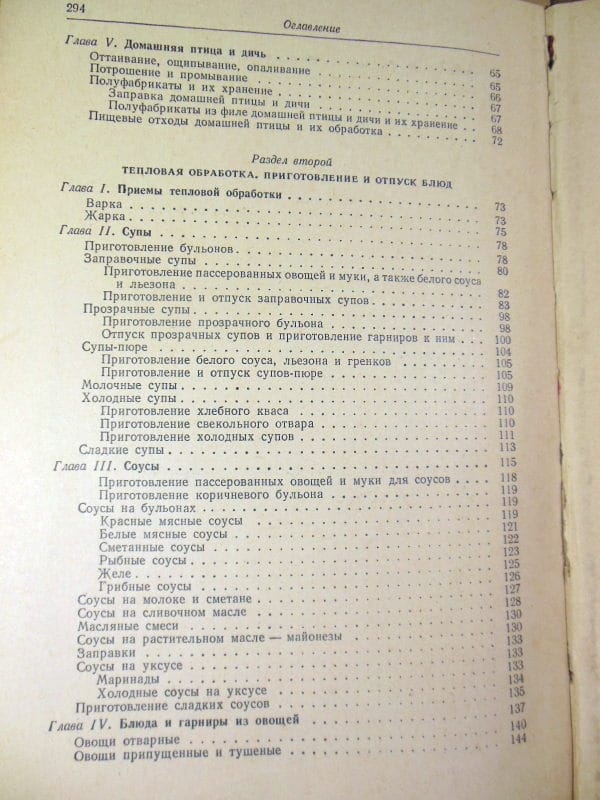 294
Оглавление
Глава V. Домашняя птица и дичь . . . . . . . . . . 65
Оттаивание, ощипывание, опаливание . . . . . . . . . . 65
Потрошение и промывание . . . . . . . . . . 66
Полуфабрикаты и их хранение . . . . . . . . . . 67
Заправка домашней птицы и дичи . . . . . . . . . . 67
Полуфабрикаты из филе домашней птицы и дичи и их хранение . . 68
Пищевые отходы домашней птицы и их обработка . . . . . . . . . . 72
Раздел второй
ТЕПЛОВАЯ ОБРАБОТКА. ПРИГОТОВЛЕНИЕ И ОТПУСК БЛЮД
Глава I. Приемы тепловой обработки . . . . . . . . . . 73
Варка . . . . . . . . . . 73
Жарка . . . . . . . . . . 75
Глава II. Супы . . . . . . . . . . 78
Приготовление бульонов . . . . . . . . . . 78
Заправочные супы . . . . . . . . . . 80
Приготовление пассерованных овощей и муки, а также белого соуса
и льезона . . . . . . . . . . 82
Приготовление и отпуск заправочных супов . . . . . . . . . . 83
Прозрачные супы . . . . . . . . . . 98
Приготовление прозрачного бульона . . . . . . . . . . 98
Отпуск прозрачных супов и приготовление гарниров к ним . . . 100
Супы-пюре . . . . . . . . . . 104
Приготовление белого соуса, льезона и гренков . . . . . . . . . . 105
Приготовление и отпуск супов-пюре . . . . . . . . . . 105
Молочные супы . . . . . . . . . . 109
Холодные супы . . . . . . . . . . 110
Приготовление хлебного кваса . . . . . . . . . . 110
Приготовление свекольного отвара . . . . . . . . . . 110
Приготовление холодных супов . . . . . . . . . . 111
Сладкие супы . . . . . . . . . . 113
Глава III. Соусы . . . . . . . . . . 115
Приготовление пассерованных овощей и муки для соусов . . . . 118
Приготовление коричневого бульона . . . . . . . . . . 119
Соусы на бульонах . . . . . . . . . . 119
Красные мясные соусы . . . . . . . . . . 119
Белые мясные соусы . . . . . . . . . . 121
Сметанные соусы . . . . . . . . . . 122
Рыбные соусы . . . . . . . . . . 123
Желе . . . . . . . . . . 125
Грибные соусы . . . . . . . . . . 126
Соусы на молоке и сметане . . . . . . . . . . 127
Соусы на сливочном масле . . . . . . . . . . 128
Масляные смеси . . . . . . . . . . 130
Соусы на растительном масле — майонезы . . . . . . . . . . 130
Заправки . . . . . . . . . . 133
Соусы на уксусе . . . . . . . . . . 133
Маринады . . . . . . . . . . 133
Холодные соусы на уксусе . . . . . . . . . . 134
Приготовление сладких соусов . . . . . . . . . . 135
Глава IV. Блюда и гарниры из овощей . . . . . . . . . . 137
Овощи отварные . . . . . . . . . . 140
Овощи припущенные и тушеные . . . . . . . . . . 144